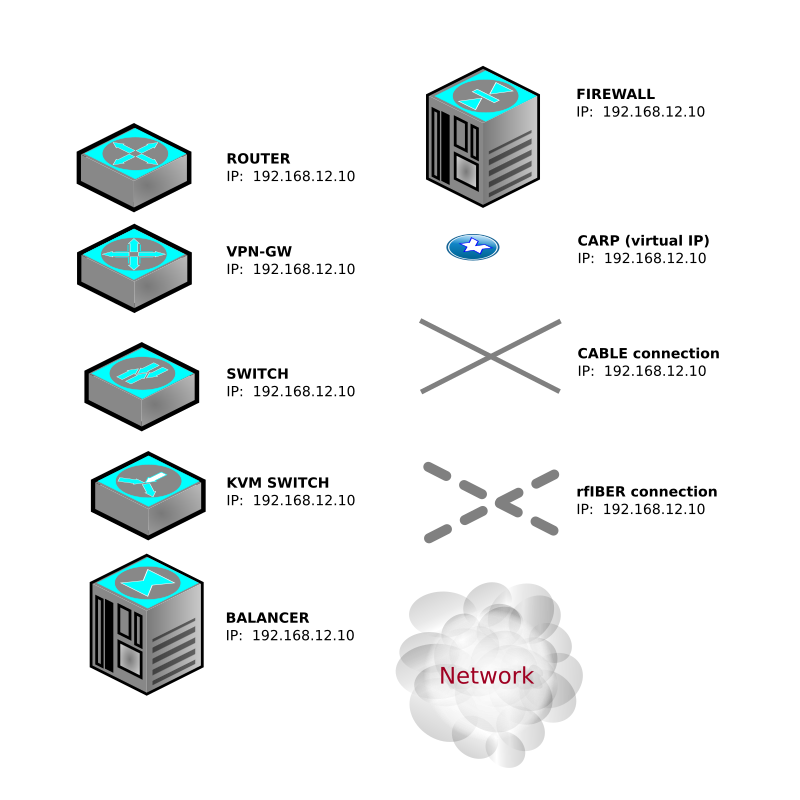 ROUTER
IP: 192.168.12.10
VPN-GW
IP: 192.168.12.10
SWITCH
IP: 192.168.12.10
KVM SWITCH
IP: 192.168.12.10
BALANCER
IP: 192.168.12.10
FIREWALL
IP: 192.168.12.10
CARP (virtual IP)
IP: 192.168.12.10
CABLE connection
IP: 192.168.12.10
rfIBER connection
IP: 192.168.12.10
Network